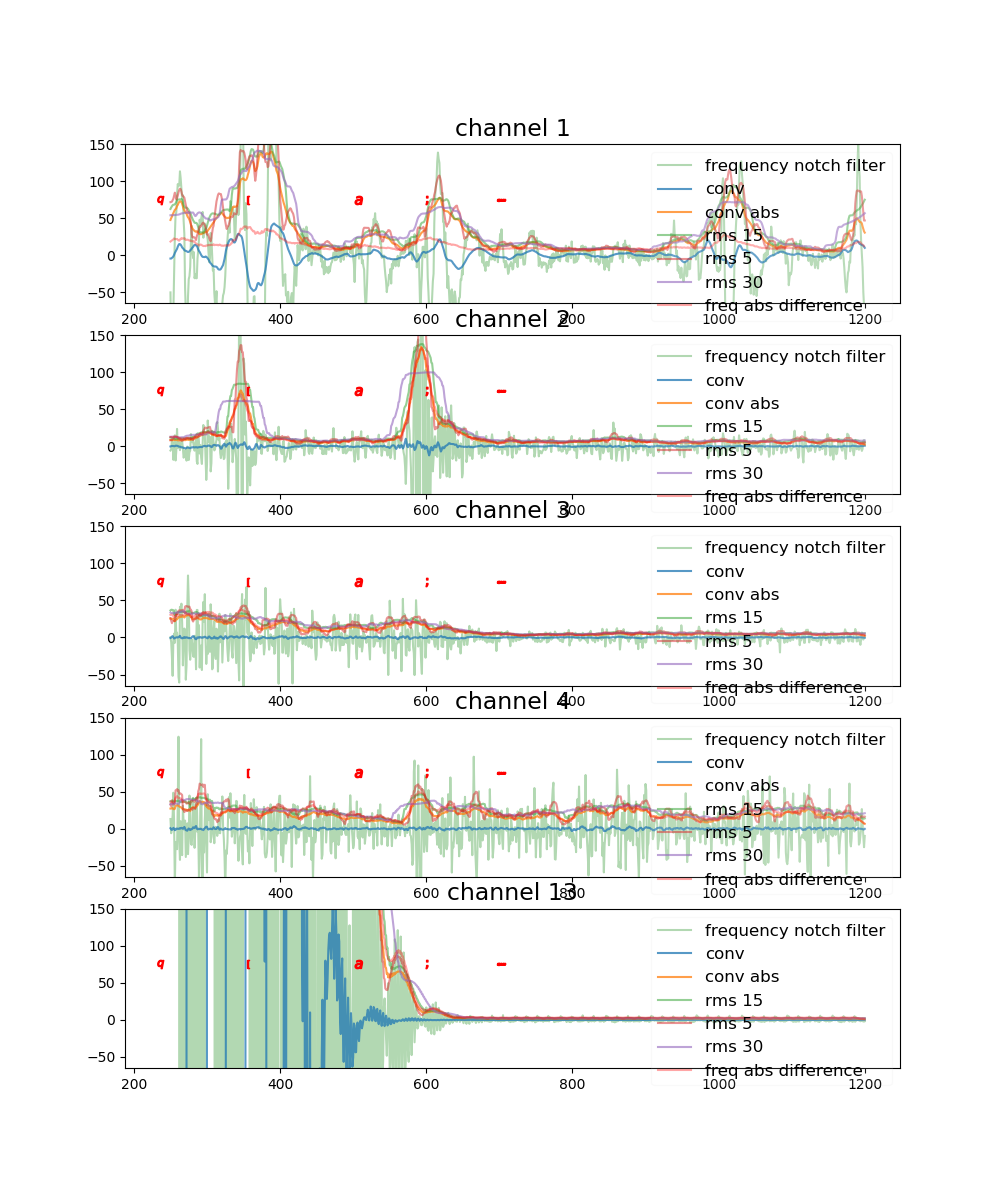 channel 1
150
100
50
0
−50
q
[
a
;
–
frequency notch filter
conv
conv abs
rms 15
rms 5
rms 30
freq abs difference
200 400 600 800 1000 1200
channel 2
150
100
50
0
−50
q
[
a
;
–
frequency notch filter
conv
conv abs
rms 15
rms 5
rms 30
freq abs difference
200 400 600 800 1000 1200
channel 3
150
100
50
0
−50
q
[
a
;
–
frequency notch filter
conv
conv abs
rms 15
rms 5
rms 30
freq abs difference
200 400 600 800 1000 1200
channel 4
150
100
50
0
−50
q
[
a
;
–
frequency notch filter
conv
conv abs
rms 15
rms 5
rms 30
freq abs difference
200 400 600 800 1000 1200
channel 13
150
100
50
0
−50
q
[
a
;
–
frequency notch filter
conv
conv abs
rms 15
rms 5
rms 30
freq abs difference
200 400 600 800 1000 1200